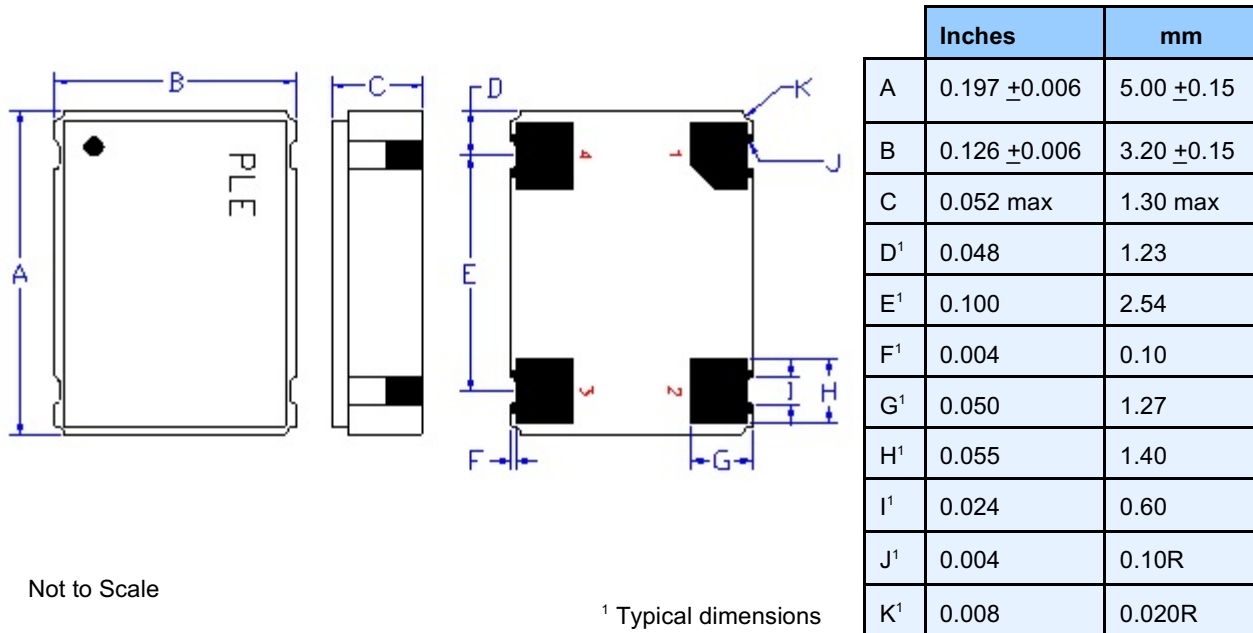 Inches mm
A 0.197 +0.006 5.00 +0.15
B 0.126 +0.006 3.20 +0.15
C 0.052 max 1.30 max
D¹ 0.048 1.23
E¹ 0.100 2.54
F¹ 0.004 0.10
G¹ 0.050 1.27
H¹ 0.055 1.40
I¹ 0.024 0.60
J¹ 0.004 0.10R
K¹ 0.008 0.020R
B
C
D
K
J
A
E
PLE
4
1
3
2
I
H
F
G
Not to Scale
¹ Typical dimensions